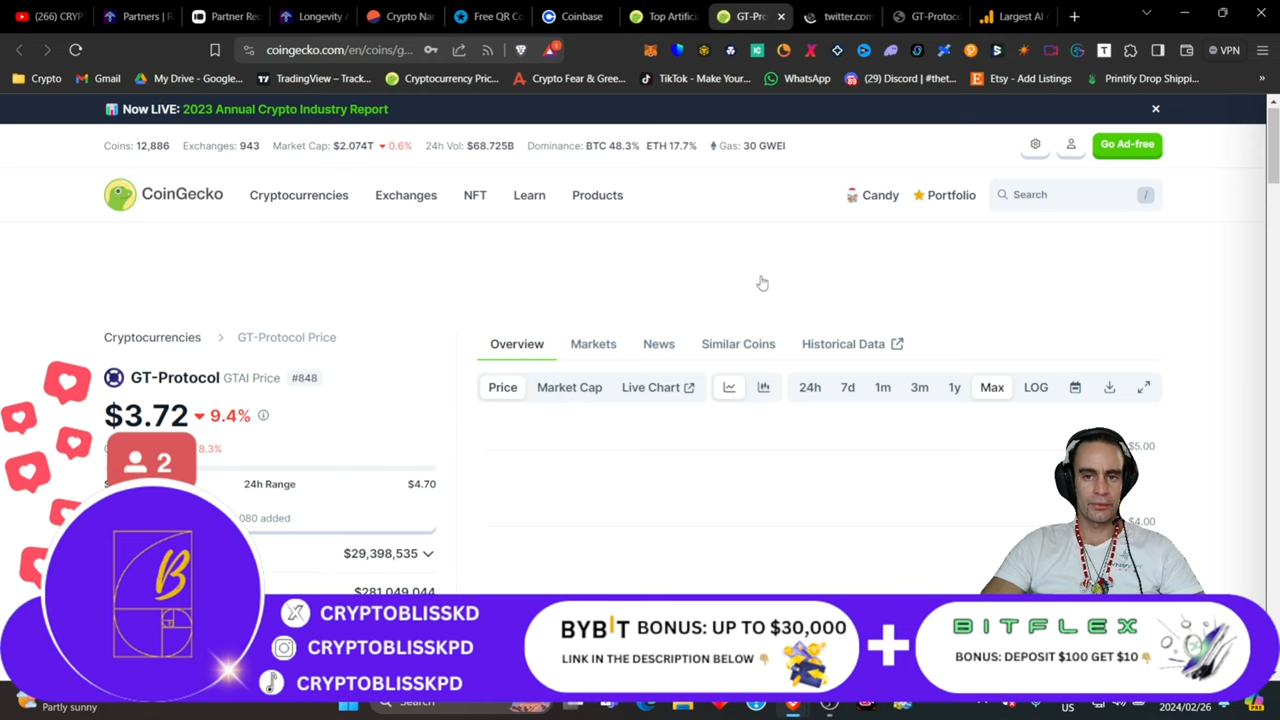 (266) CRYP
Partners | R
Partner Rec
Longevity A
Crypto Nar
Free QR Co
Coinbase
Top Artific
GT-Pro
twitter.com
GT-Protoco
Largest AI c
coingecko.com/en/coins/g...
VPN
Crypto
Gmail
My Drive - Google...
TradingView – Track...
Cryptocurrency Pric...
Crypto Fear & Gree...
TikTok - Make Your...
WhatsApp
(29) Discord | #thet...
Etsy - Add Listings
Printify Drop Shippi...
Now LIVE: 2023 Annual Crypto Industry Report
Coins: 12,886 Exchanges: 943 Market Cap: $2.074T 0.6% 24h Vol: $68.725B Dominance: BTC 48.3% ETH 17.7% Gas: 30 GWEI
Go Ad-free
CoinGecko
Cryptocurrencies
Exchanges
NFT
Learn
Products
Candy
Portfolio
Search /
Cryptocurrencies > GT-Protocol Price
Overview
Markets
News
Similar Coins
Historical Data
GT-Protocol GTAI Price #848
Price
Market Cap
Live Chart
24h
7d
1m
3m
1y
Max
LOG
$3.72 9.4%
8.3%
2
24h Range
$4.70
080 added
$29,398,535
$281,049,044
$5.00
$4.00
B
CRYPTOBLISSKD
CRYPTOBLISSKPD
CRYPTOBLISSKPD
BYBIT BONUS: UP TO $30,000
LINK IN THE DESCRIPTION BELOW
+
BITFLEX
BONUS: DEPOSIT $100 GET $10
Partly sunny
Search
US
2024/02/26